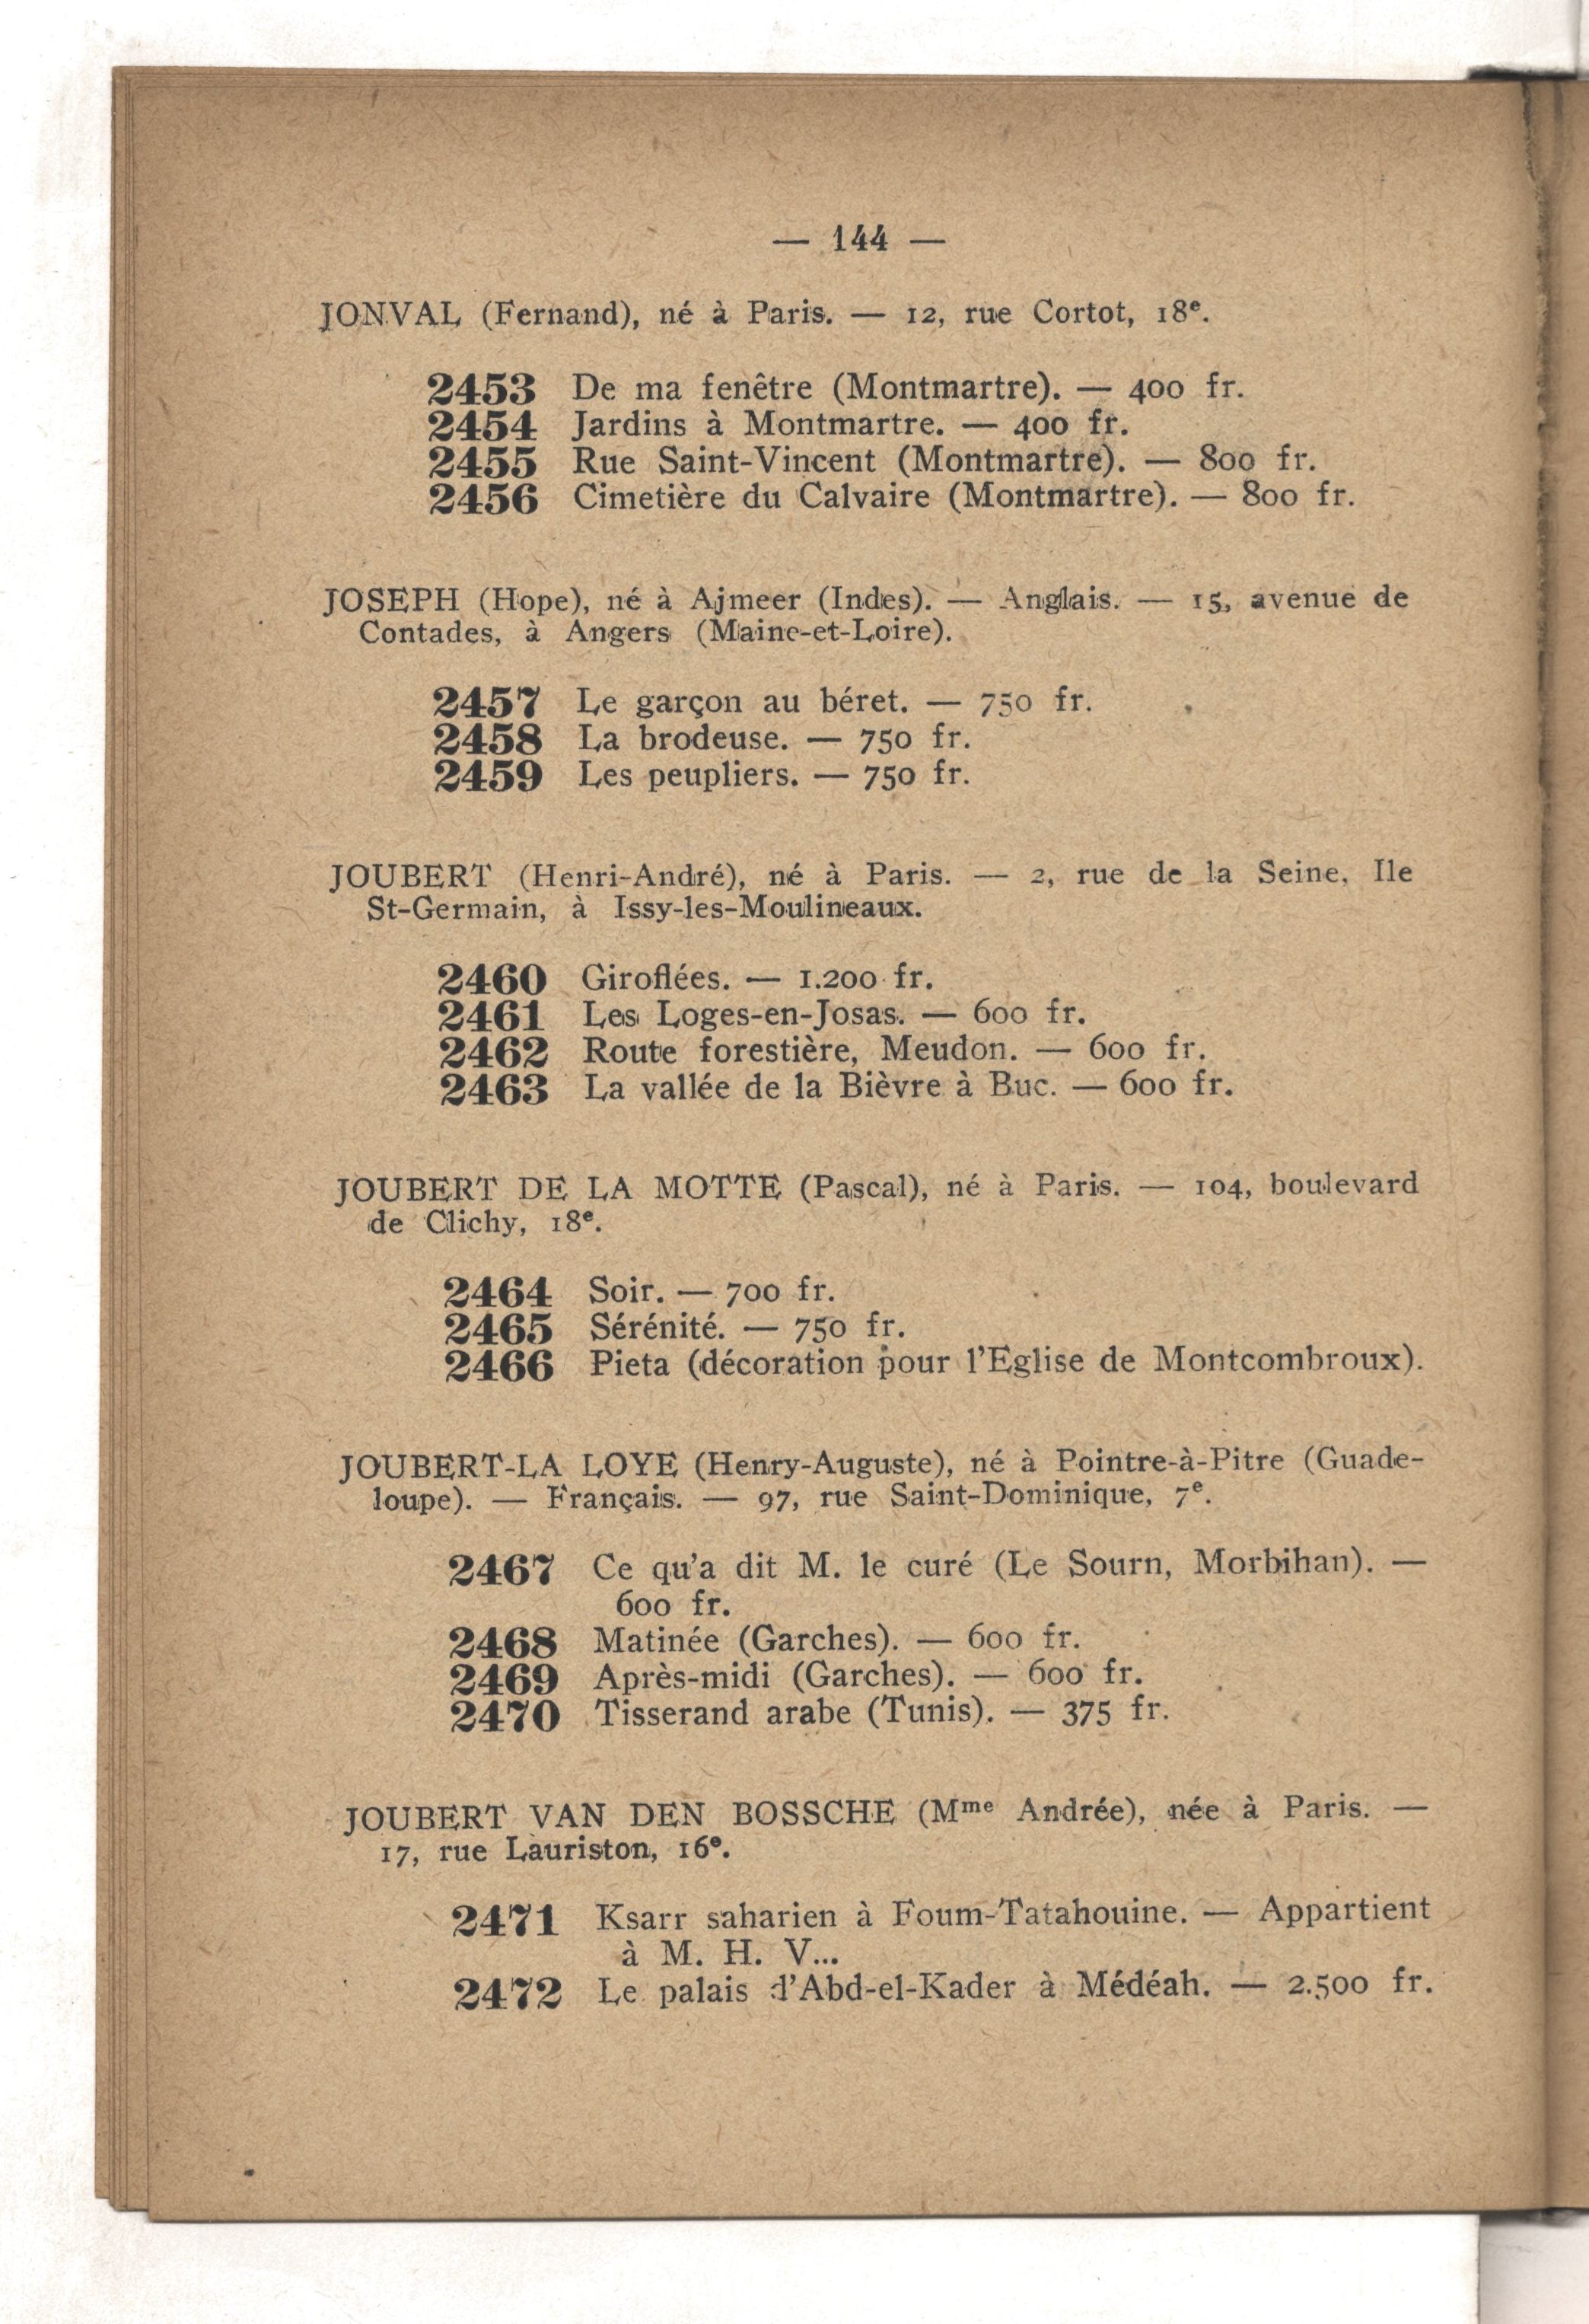 — 144 —
JONVAL (Fernand), né à Paris. — 12, rue Cortot, 18e.
2453 De ma fenêtre (Montmartre). — 400 fr.
2454 Jardins à Montmartre. — 400 fr.
2455 Rue Saint-Vincent (Montmartre). — 800 fr.
2456 Cimetière du Calvaire (Montmartre). — 800 fr.
JOSEPH (Hope), né à Ajmeer (Indes). — Anglais. — 15, avenue de
Contades, à Angers (Maine-et-Loire).
2457 Le garçon au béret. — 750 fr.
2458 La brodeuse. — 750 fr.
2459 Les peupliers. — 750 fr.
JOUBERT (Henri-André), né à Paris. — 2, rue de la Seine, Ile
St-Germain, à Issy-les-Moulineaux.
2460 Giroflées. — 1.200 fr.
2461 Les Loges-en-Josas. — 600 fr.
2462 Route forestière, Meudon. — 600 fr.
2463 La vallée de la Bièvre à Buc. — 600 fr.
JOUBERT DE LA MOTTE (Pascal), né à Paris. — 104, boulevard
de Clichy, 18e.
2464 Soir. — 700 fr.
2465 Sérénité. — 750 fr.
2466 Pieta (décoration pour l'Eglise de Montcombroux).
JOUBERT-LA LOYE (Henry-Auguste), né à Pointre-à-Pitre (Guade-
loupe). — Français. — 97, rue Saint-Dominique, 7e.
2467 Ce qu'a dit M. le curé (Le Sourn, Morbihan). —
600 fr.
2468 Matinée (Garches). — 600 fr.
2469 Après-midi (Garches). — 600 fr.
2470 Tisserand arabe (Tunis). — 375 fr.
JOUBERT VAN DEN BOSSCHE (Mme Andrée), née à Paris. —
17, rue Lauriston, 16e.
2471 Ksarr saharien à Foum-Tatahouine. — Appartient
à M. H. V...
2472 Le palais d'Abd-el-Kader à Médéah. — 2.500 fr.